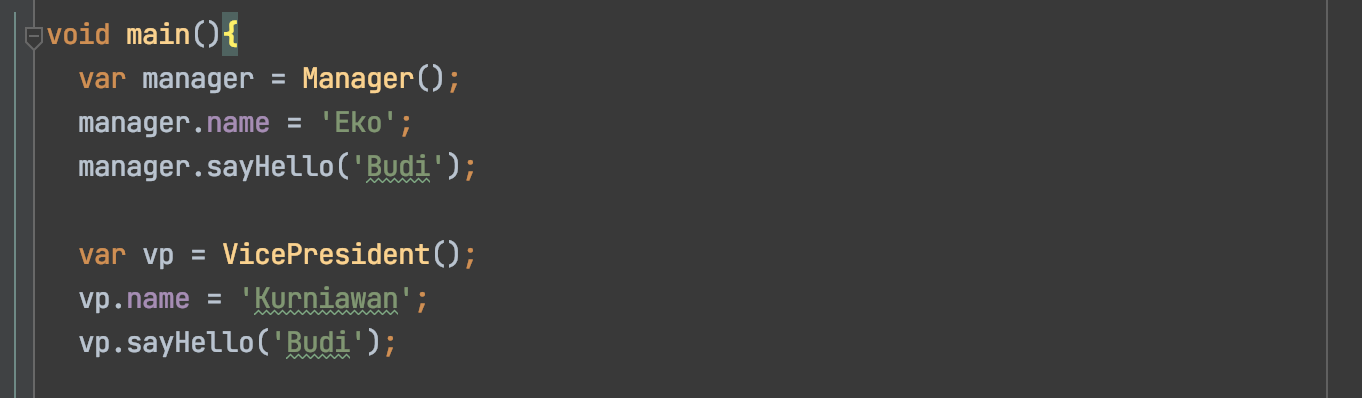 void main(){
  var manager = Manager();
  manager.name = 'Eko';
  manager.sayHello('Budi');
  var vp = VicePresident();
  vp.name = 'Kurniawan';
  vp.sayHello('Budi');